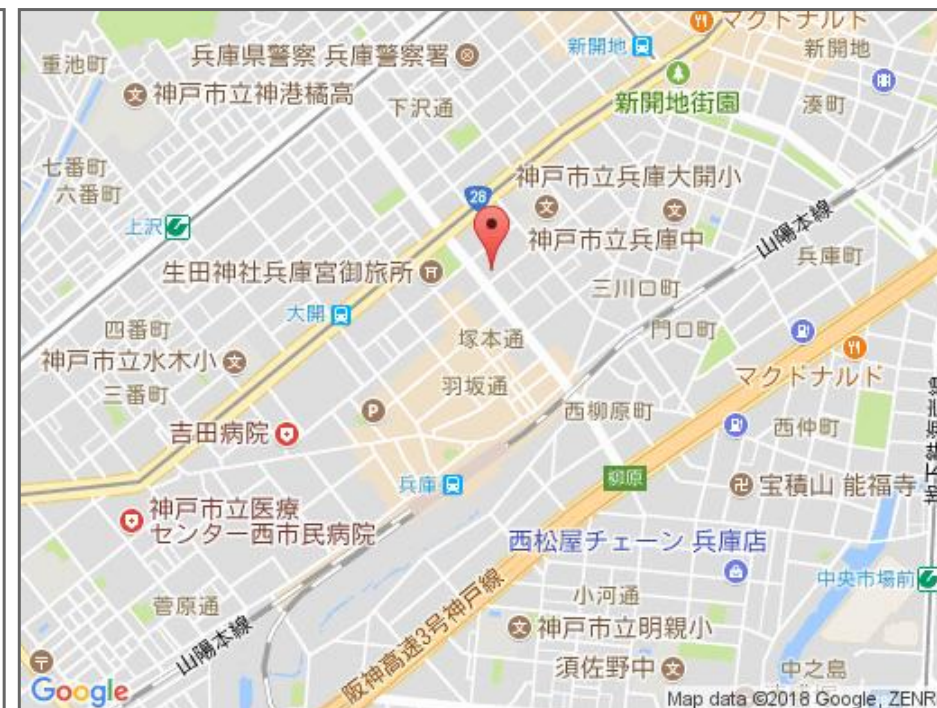 マクドナルド
重池町
兵庫県警察 兵庫警察署
新開地
新開地
神戸市立神港橘高
下沢通
新開地街園
湊町
七番町
六番町
28
神戸市立兵庫大開小
上沢
神戸市立兵庫中
山陽本線
兵庫町
生田神社兵庫宮御旅所
三川口町
大開
四番町
塚本通
門口町
神戸市立水木小
羽坂通
マクドナルド
三番町
西柳原町
西仲町
吉田病院
P
兵庫
柳原
宝積山 能福寺
神戸市立医療
センター西市民病院
西松屋チェーン 兵庫店
中央市場前
菅原通
小河通
山陽本線
阪神高速3号神戸線
神戸市立明親小
須佐野中
中之島
Google
Map data ©2018 Google, ZENR